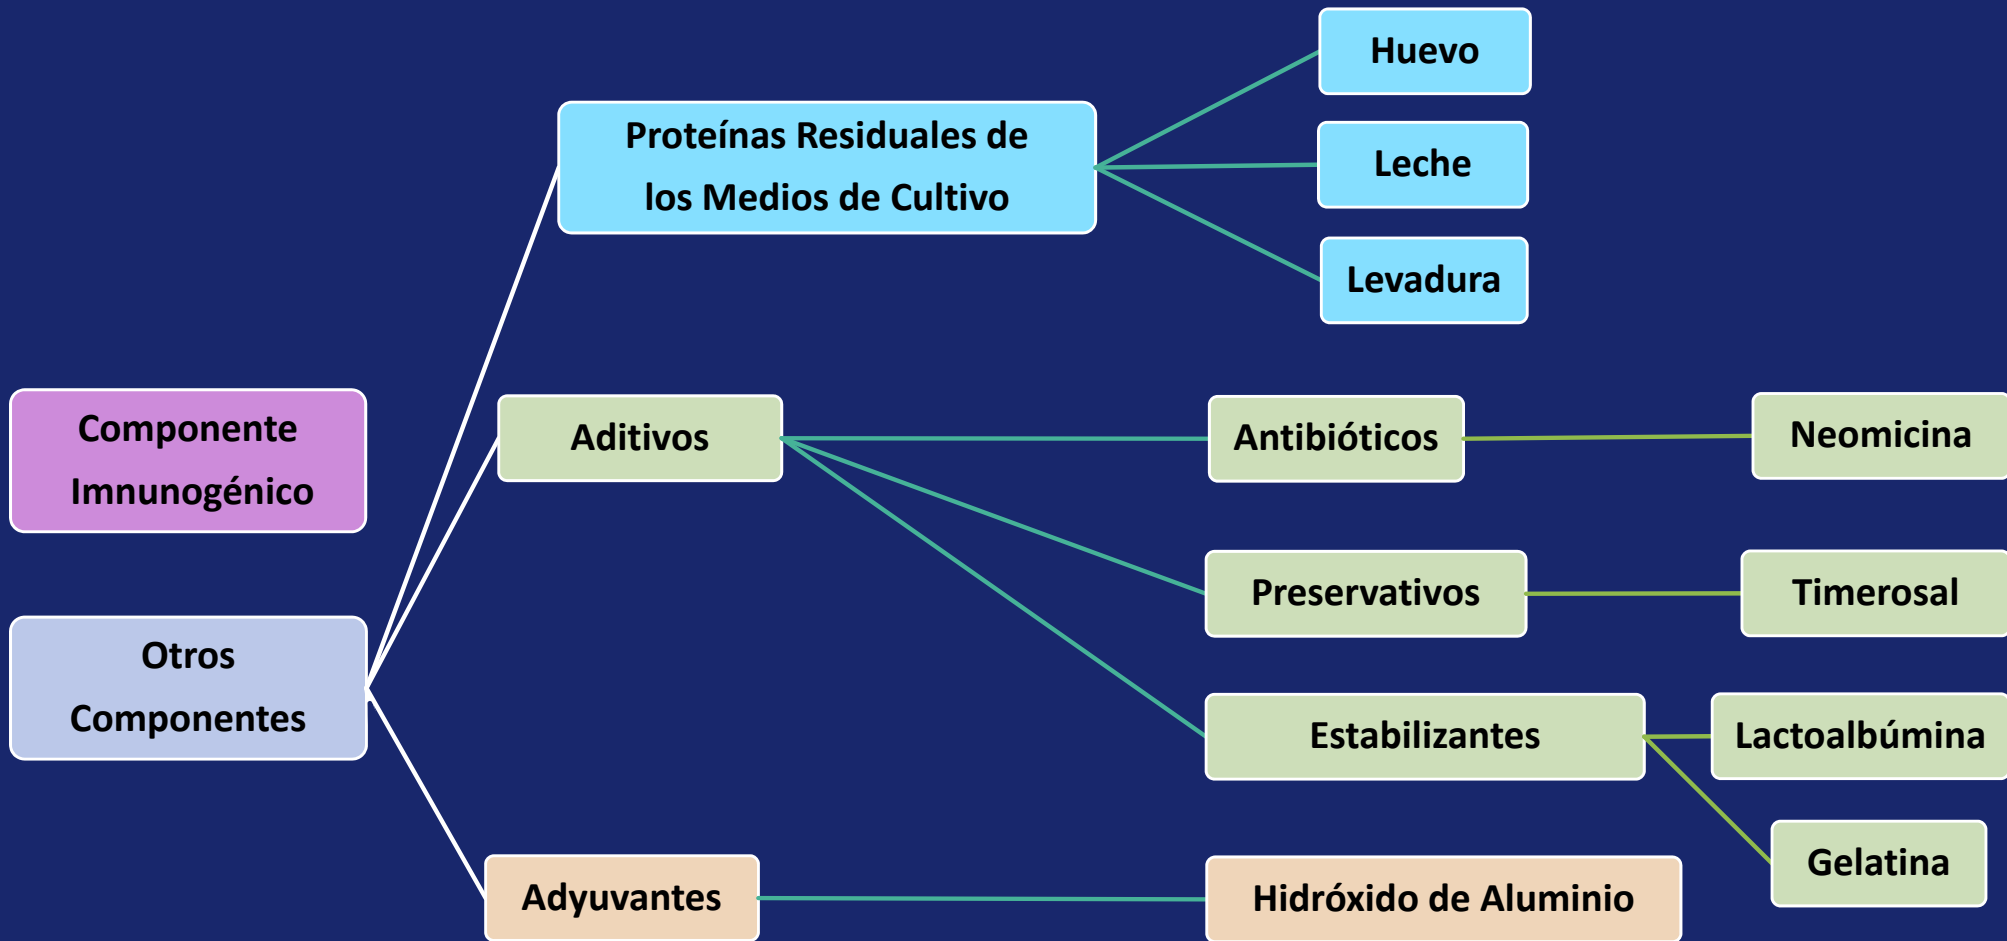 Componente
Imnunogénico
Otros
Componentes
Proteínas Residuales de
los Medios de Cultivo
Huevo
Leche
Levadura
Aditivos
Antibióticos
Neomicina
Preservativos
Timerosal
Estabilizantes
Lactoalbúmina
Gelatina
Adyuvantes
Hidróxido de Aluminio